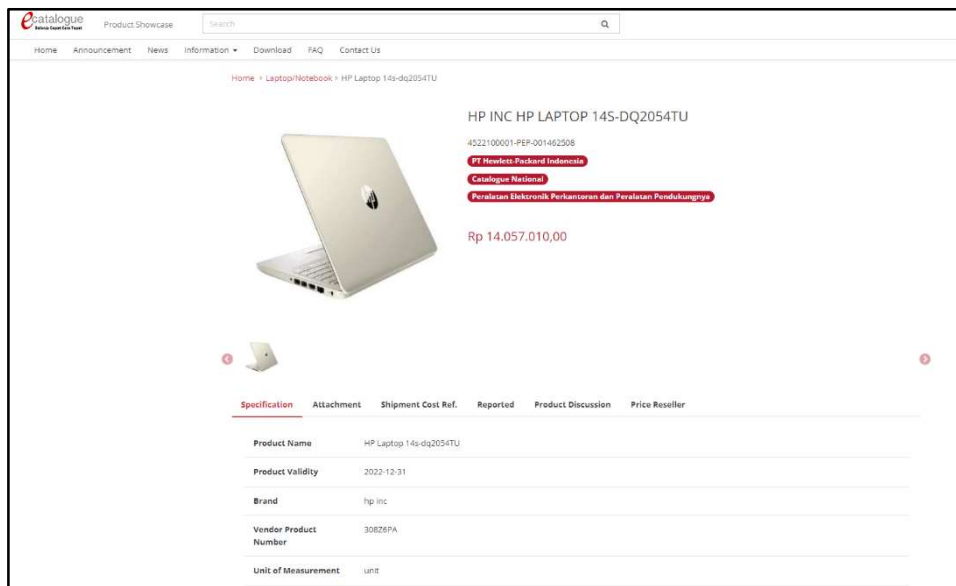 ecatalogue
Belanja Cepat Cara Tepat
Product Showcase
Search
Home Announcement News Information Download FAQ Contact Us
Home > Laptop/Notebook > HP Laptop 14s-dq2054TU
HP INC HP LAPTOP 14S-DQ2054TU
4522100001-PEP-001462508
PT Hewlett-Packard Indonesia
Catalogue National
Peralatan Elektronik Perkantoran dan Peralatan Pendukungnya
Rp 14.057.010,00
Specification Attachment Shipment Cost Ref. Reported Product Discussion Price Reseller
Product Name HP Laptop 14s-dq2054TU
Product Validity 2022-12-31
Brand hp inc
Vendor Product Number 308Z6PA
Unit of Measurement unit